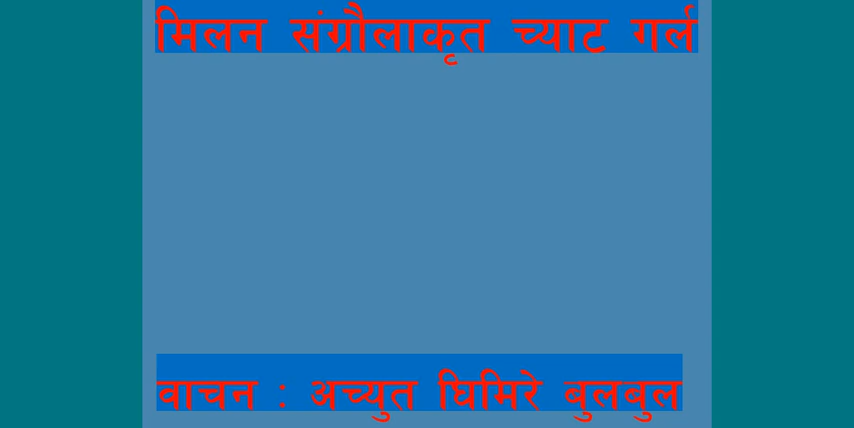 मिलन संग्रौलाकृत च्याट गर्ल
वाचन : अच्युत घिमिरे बुलबुल